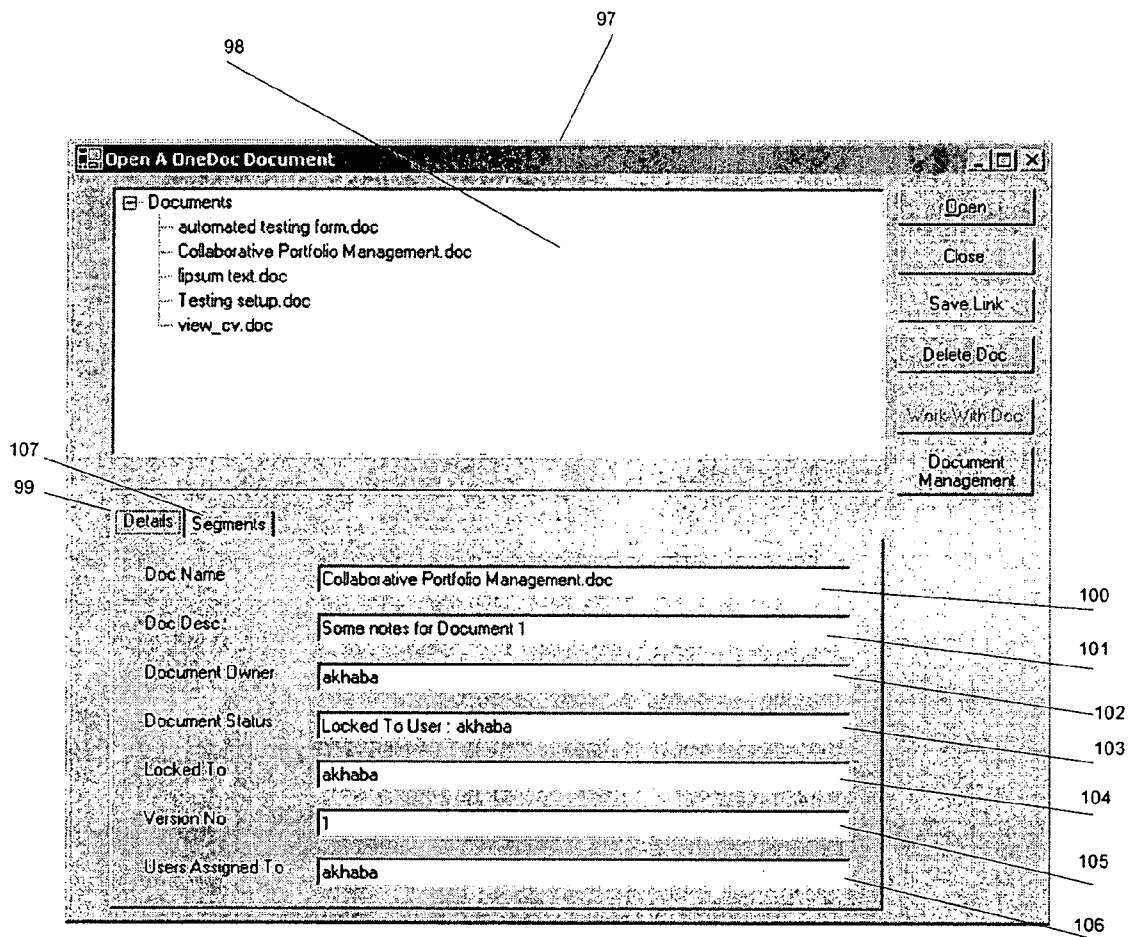 97
98
Open A OneDoc Document
Documents
automated testing form.doc
Collaborative Portfolio Management.doc
lipsum text.doc
Testing setup.doc
view_cv.doc
Open
Close
Save Link
Delete Doc
Work With Doc
Document
Management
107
99
Details
Segments
Doc Name
Collaborative Portfolio Management.doc
100
Doc Desc :
Some notes for Document 1
101
Document Owner
akhaba
102
Document Status
Locked To User : akhaba
103
Locked To
akhaba
104
Version No
1
105
Users Assigned To
akhaba
106